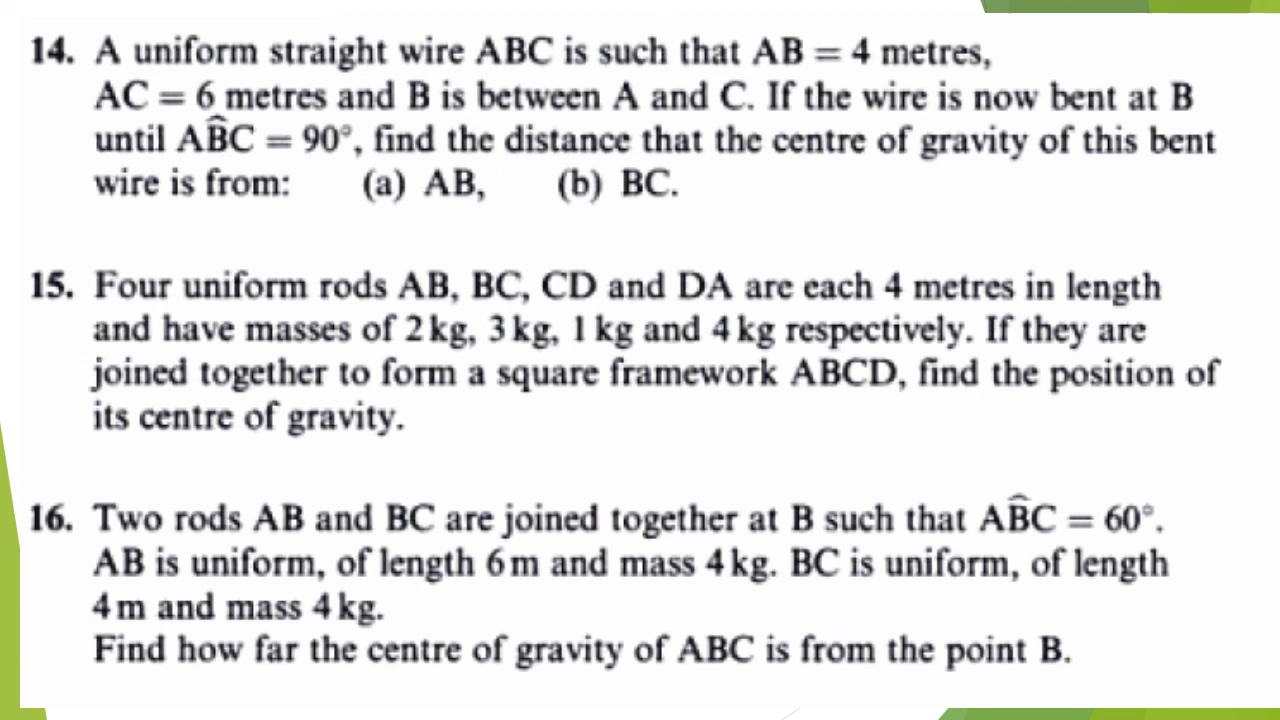 14. A uniform straight wire ABC is such that AB = 4 metres,
AC = 6 metres and B is between A and C. If the wire is now bent at B
until AB̂C = 90°, find the distance that the centre of gravity of this bent
wire is from: (a) AB, (b) BC.
15. Four uniform rods AB, BC, CD and DA are each 4 metres in length
and have masses of 2 kg, 3 kg, 1 kg and 4 kg respectively. If they are
joined together to form a square framework ABCD, find the position of
its centre of gravity.
16. Two rods AB and BC are joined together at B such that AB̂C = 60°.
AB is uniform, of length 6 m and mass 4 kg. BC is uniform, of length
4 m and mass 4 kg.
Find how far the centre of gravity of ABC is from the point B.